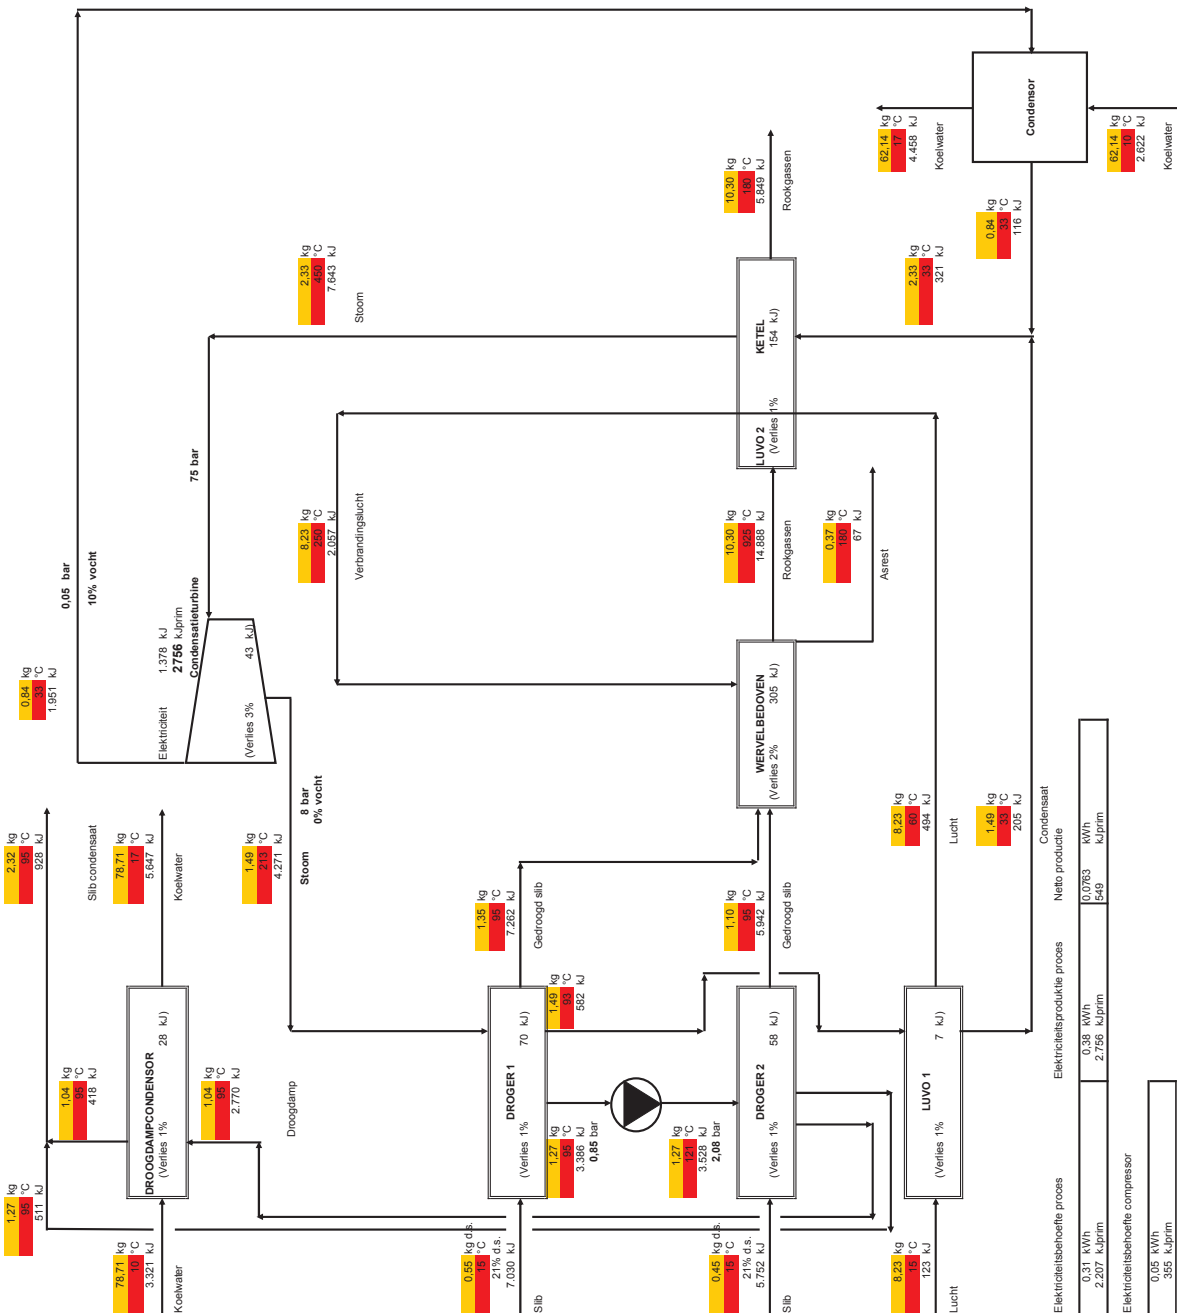 0,05 bar
10% vocht
0,84 kg
33 °C
1.951 kJ
Elektriciteit
1.378 kJ
2756 kJprim
Condensatieturbine
(Verlies 3%
43 kJ)
75 bar
8 bar
0% vocht
1,49 kg
213 °C
4.271 kJ
Stoom
2,33 kg
450 °C
7.643 kJ
Stoom
Condensor
62,14 kg
17 °C
4.458 kJ
Koelwater
62,14 kg
10 °C
2.622 kJ
Koelwater
0,84 kg
33 °C
116 kJ
2,33 kg
33 °C
321 kJ
10,30 kg
180 °C
5.849 kJ
Rookgassen
LUVO 2
KETEL
(Verlies 1%
154 kJ)
8,23 kg
250 °C
2.057 kJ
Verbrandingslucht
10,30 kg
925 °C
14.888 kJ
Rookgassen
0,37 kg
180 °C
67 kJ
Asrest
WERVELBEDOVEN
(Verlies 2%
305 kJ)
2,32 kg
95 °C
928 kJ
Slib condensaat
78,71 kg
17 °C
5.647 kJ
Koelwater
DROOGDAMPCONDENSOR
(Verlies 1%
28 kJ)
1,04 kg
95 °C
418 kJ
1,04 kg
95 °C
2.770 kJ
Droogdamp
1,27 kg
95 °C
511 kJ
78,71 kg
10 °C
3.321 kJ
Koelwater
1,35 kg
95 °C
7.262 kJ
Gedroogd slib
DROGER 1
(Verlies 1%
70 kJ)
1,49 kg
93 °C
582 kJ
1,27 kg
95 °C
3.386 kJ
0,85 bar
0,55 kg d.s.
15 °C
21% d.s.
7.030 kJ
Slib
1,10 kg
95 °C
5.942 kJ
Gedroogd slib
DROGER 2
(Verlies 1%
58 kJ)
1,27 kg
121 °C
3.528 kJ
2,08 bar
0,45 kg d.s.
15 °C
21% d.s.
5.752 kJ
Slib
8,23 kg
60 °C
494 kJ
Lucht
LUVO 1
(Verlies 1%
7 kJ)
8,23 kg
15 °C
123 kJ
Lucht
1,49 kg
33 °C
205 kJ
Condensaat
Elektriciteitsbehoefte proces
Elektriciteitsproduktie proces
Netto productie
0,31 kWh
0,38 kWh
0,0763 kWh
2.207 kJprim
2.756 kJprim
549 kJprim
Elektriciteitsbehoefte compressor
0,05 kWh
355 kJprim